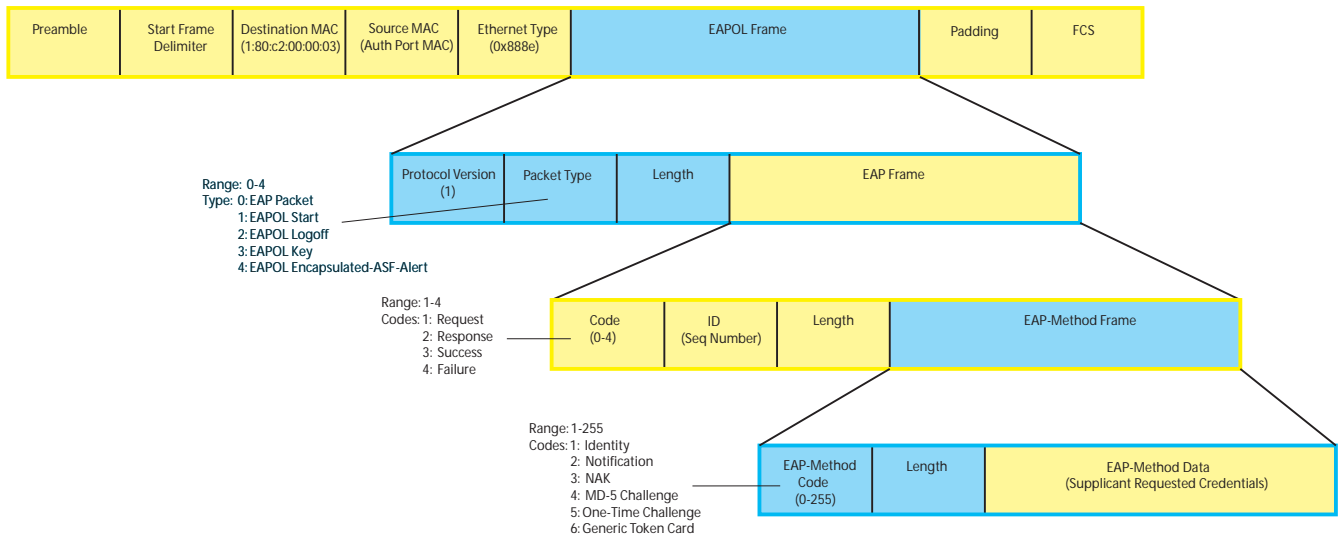 Preamble
Start Frame
Delimiter
Destination MAC
(1:80:c2:00:00:03)
Source MAC
(Auth Port MAC)
Ethernet Type
(0x888e)
EAPOL Frame
Padding
FCS
Protocol Version
(1)
Packet Type
Length
EAP Frame
Range: 0-4
Type: 0: EAP Packet
1: EAPOL Start
2: EAPOL Logoff
3: EAPOL Key
4: EAPOL Encapsulated-ASF-Alert
Range: 1-4
Codes: 1: Request
2: Response
3: Success
4: Failure
Code
(0-4)
ID
(Seq Number)
Length
EAP-Method Frame
Range: 1-255
Codes: 1: Identity
2: Notification
3: NAK
4: MD-5 Challenge
5: One-Time Challenge
6: Generic Token Card
EAP-Method
Code
(0-255)
Length
EAP-Method Data
(Supplicant Requested Credentials)